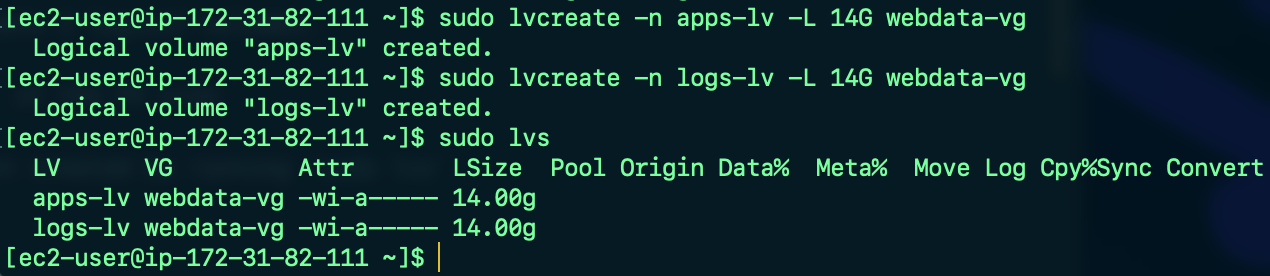 [ec2-user@ip-172-31-82-111 ~]$ sudo lvcreate -n apps-lv -L 14G webdata-vg
  Logical volume "apps-lv" created.
[ec2-user@ip-172-31-82-111 ~]$ sudo lvcreate -n logs-lv -L 14G webdata-vg
  Logical volume "logs-lv" created.
[ec2-user@ip-172-31-82-111 ~]$ sudo lvs
  LV      VG         Attr       LSize  Pool Origin Data%  Meta%  Move Log Cpy%Sync Convert
  apps-lv webdata-vg -wi-a----- 14.00g
  logs-lv webdata-vg -wi-a----- 14.00g
[ec2-user@ip-172-31-82-111 ~]$